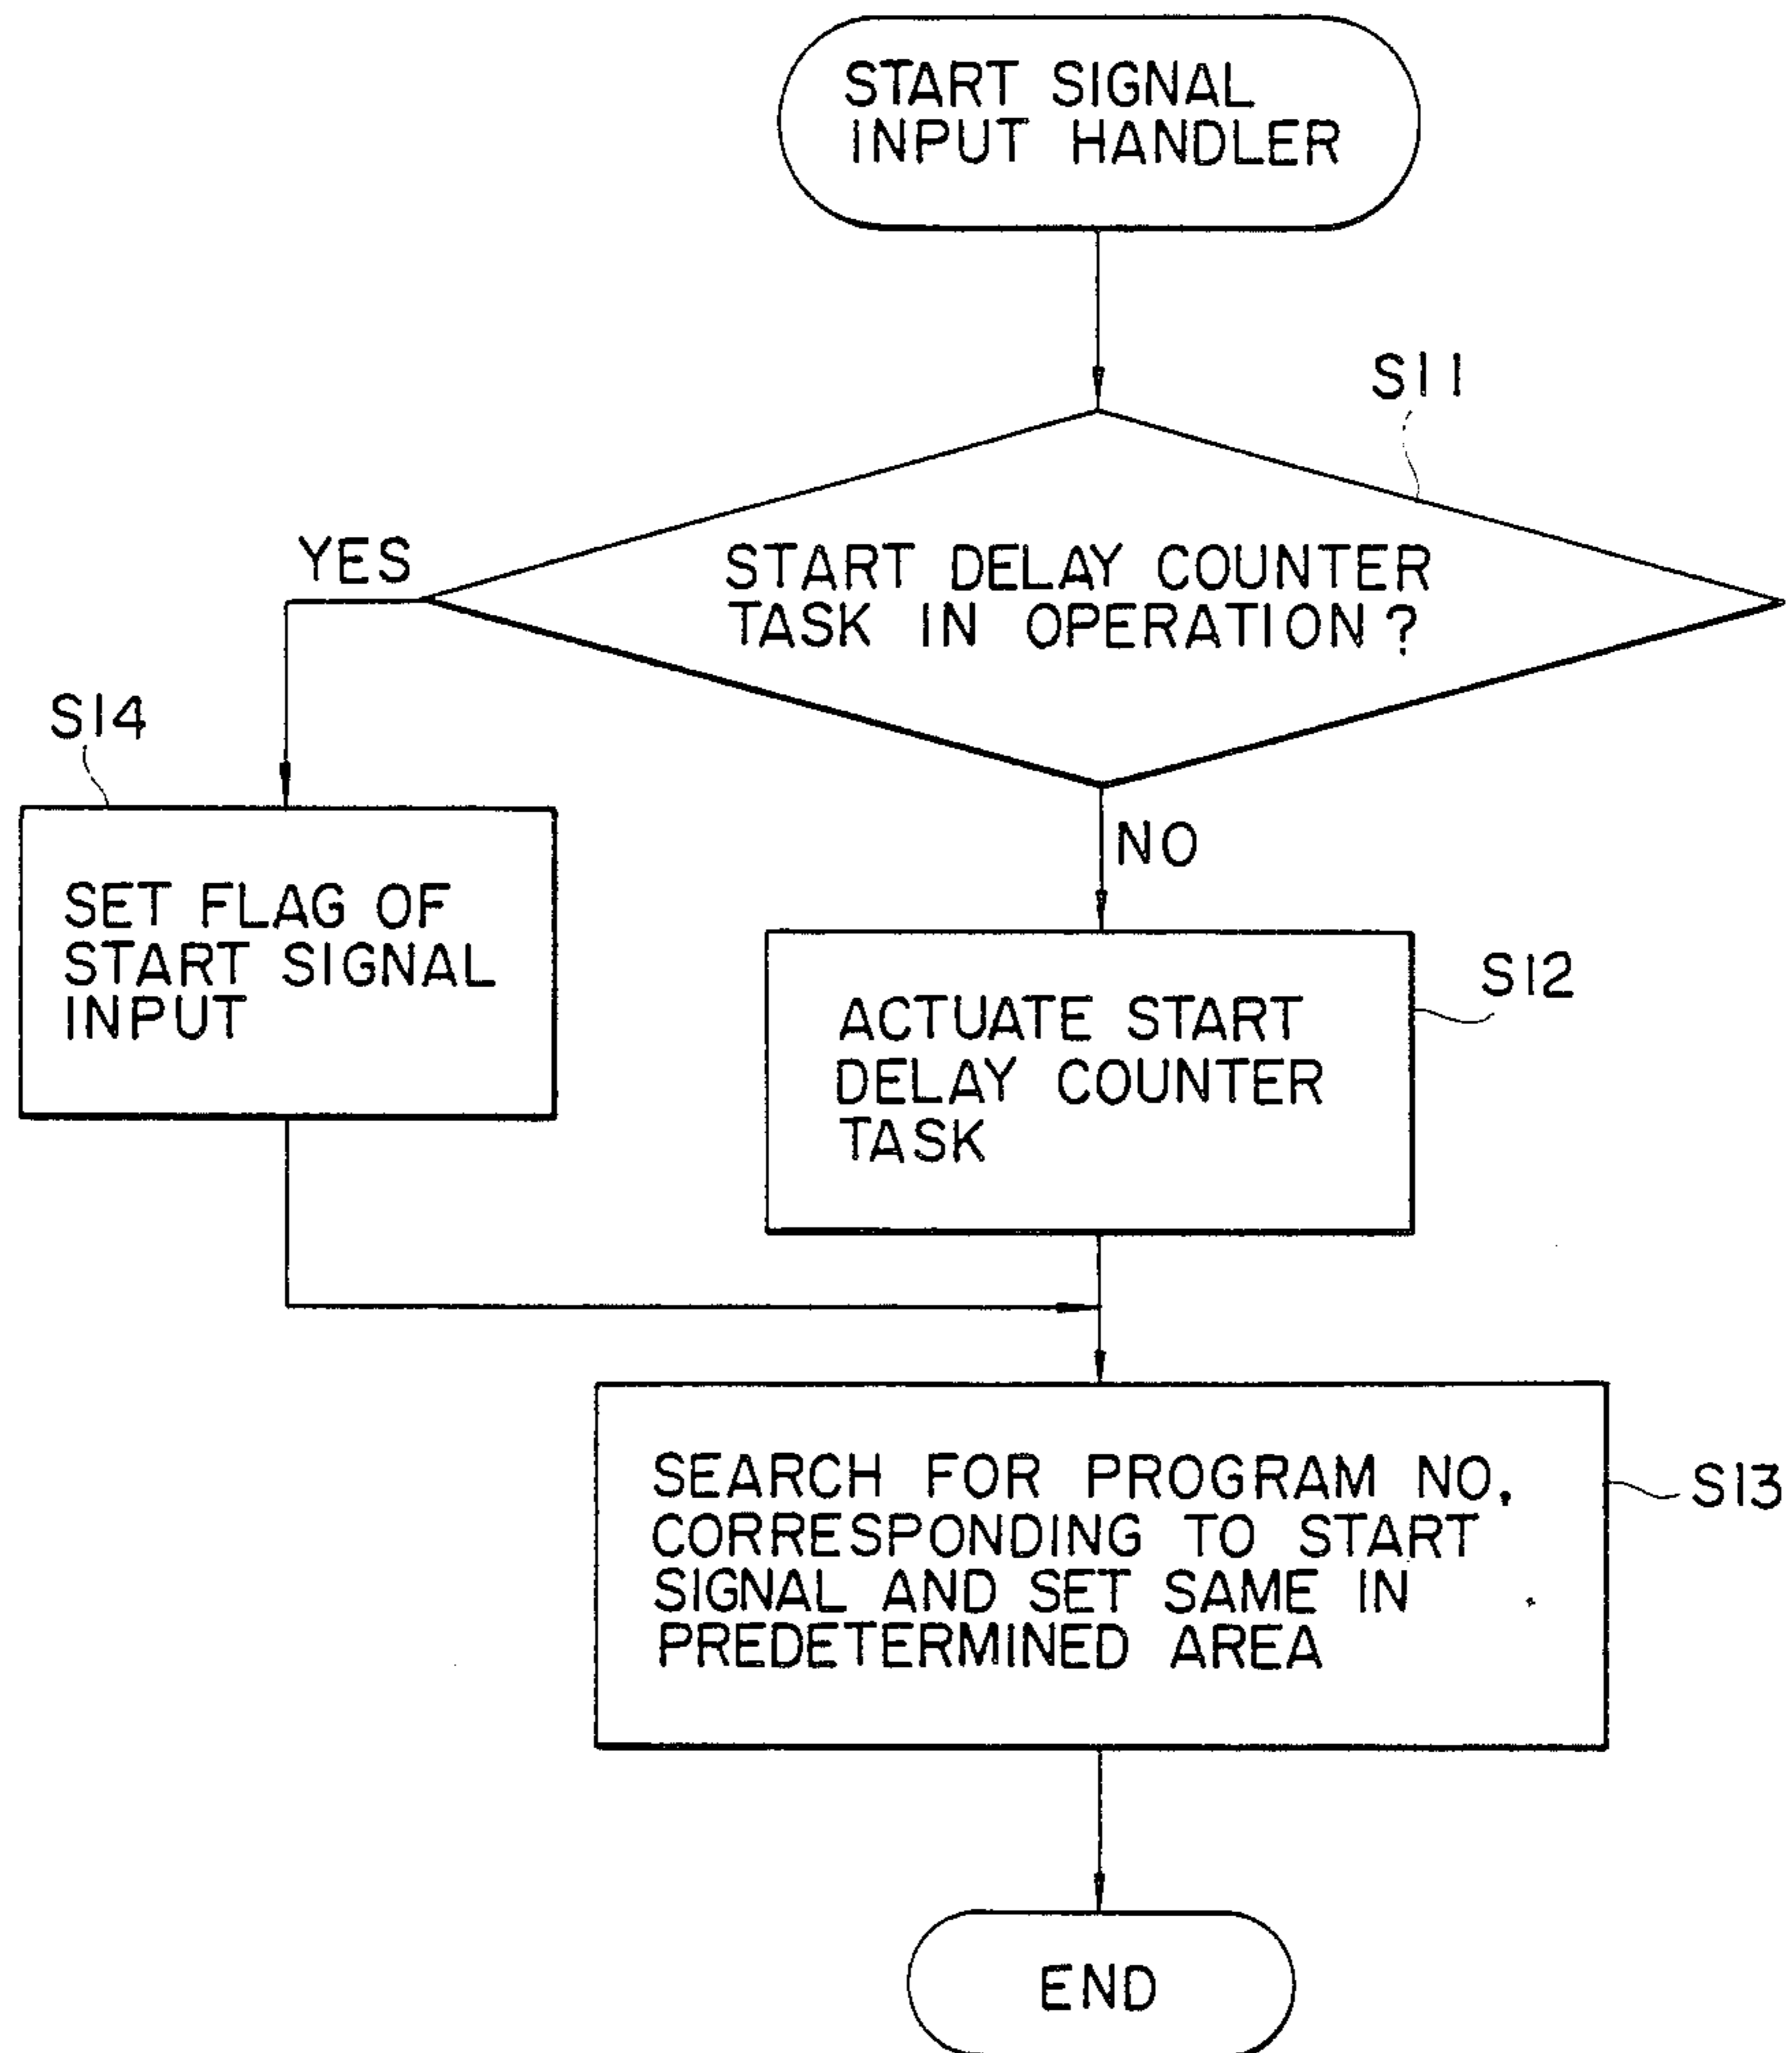 START SIGNAL
INPUT HANDLER
S11
START DELAY COUNTER
TASK IN OPERATION?
YES
S14
NO
SET FLAG OF
START SIGNAL
INPUT
S12
ACTUATE START
DELAY COUNTER
TASK
SEARCH FOR PROGRAM NO.
CORRESPONDING TO START
SIGNAL AND SET SAME IN
PREDETERMINED AREA
S13
END